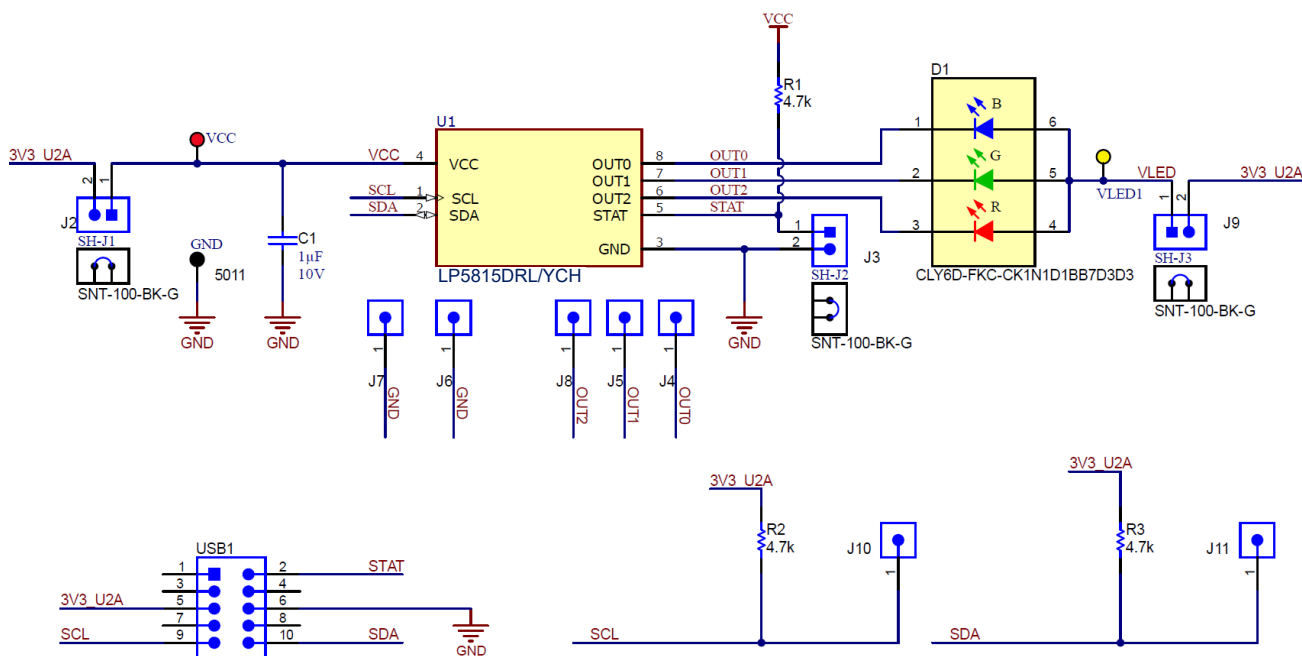 VCC
R1
4.7k
D1
B
G
R
1
2
3
6
5
4
CLY6D-FKC-CK1N1D1BB7D3D3
3V3_U2A
2
1
J2
SH-J1
SNT-100-BK-G
VCC
GND
5011
GND
C1
1µF
10V
GND
U1
VCC 4
VCC
SCL 1
SCL
SDA 2
SDA
OUT0 8 OUT0
OUT1 7 OUT1
OUT2 6 OUT2
STAT 5 STAT
GND 3
LP5815DRL/YCH
GND
1
2
J3
SH-J2
SNT-100-BK-G
VLED1
VLED
1
2
3V3_U2A
J9
SH-J3
SNT-100-BK-G
1
J7
GND
1
J6
GND
1
J8
OUT2
1
J5
OUT1
1
J4
OUT0
USB1
1
2 STAT
3
4
3V3_U2A 5
6
GND
7
8
SCL 9
10 SDA
3V3_U2A
R2
4.7k
J10
1
SCL
3V3_U2A
R3
4.7k
J11
1
SDA